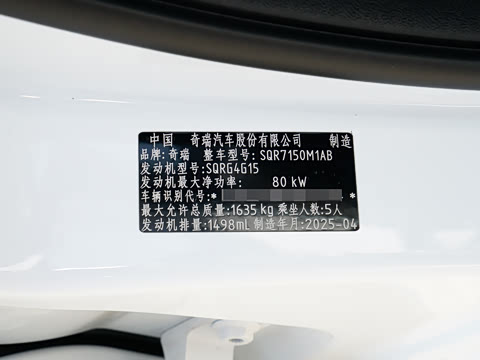 中国 奇瑞汽车股份有限公司 制造
品牌:奇瑞 整车型号:SQR7150M1AB
发动机型号:SQRG4G15
发动机最大净功率: 80 kW
车辆识别代号:* *
最大允许总质量:1635 kg 乘坐人数:5人
发动机排量:1498mL 制造年月:2025-04